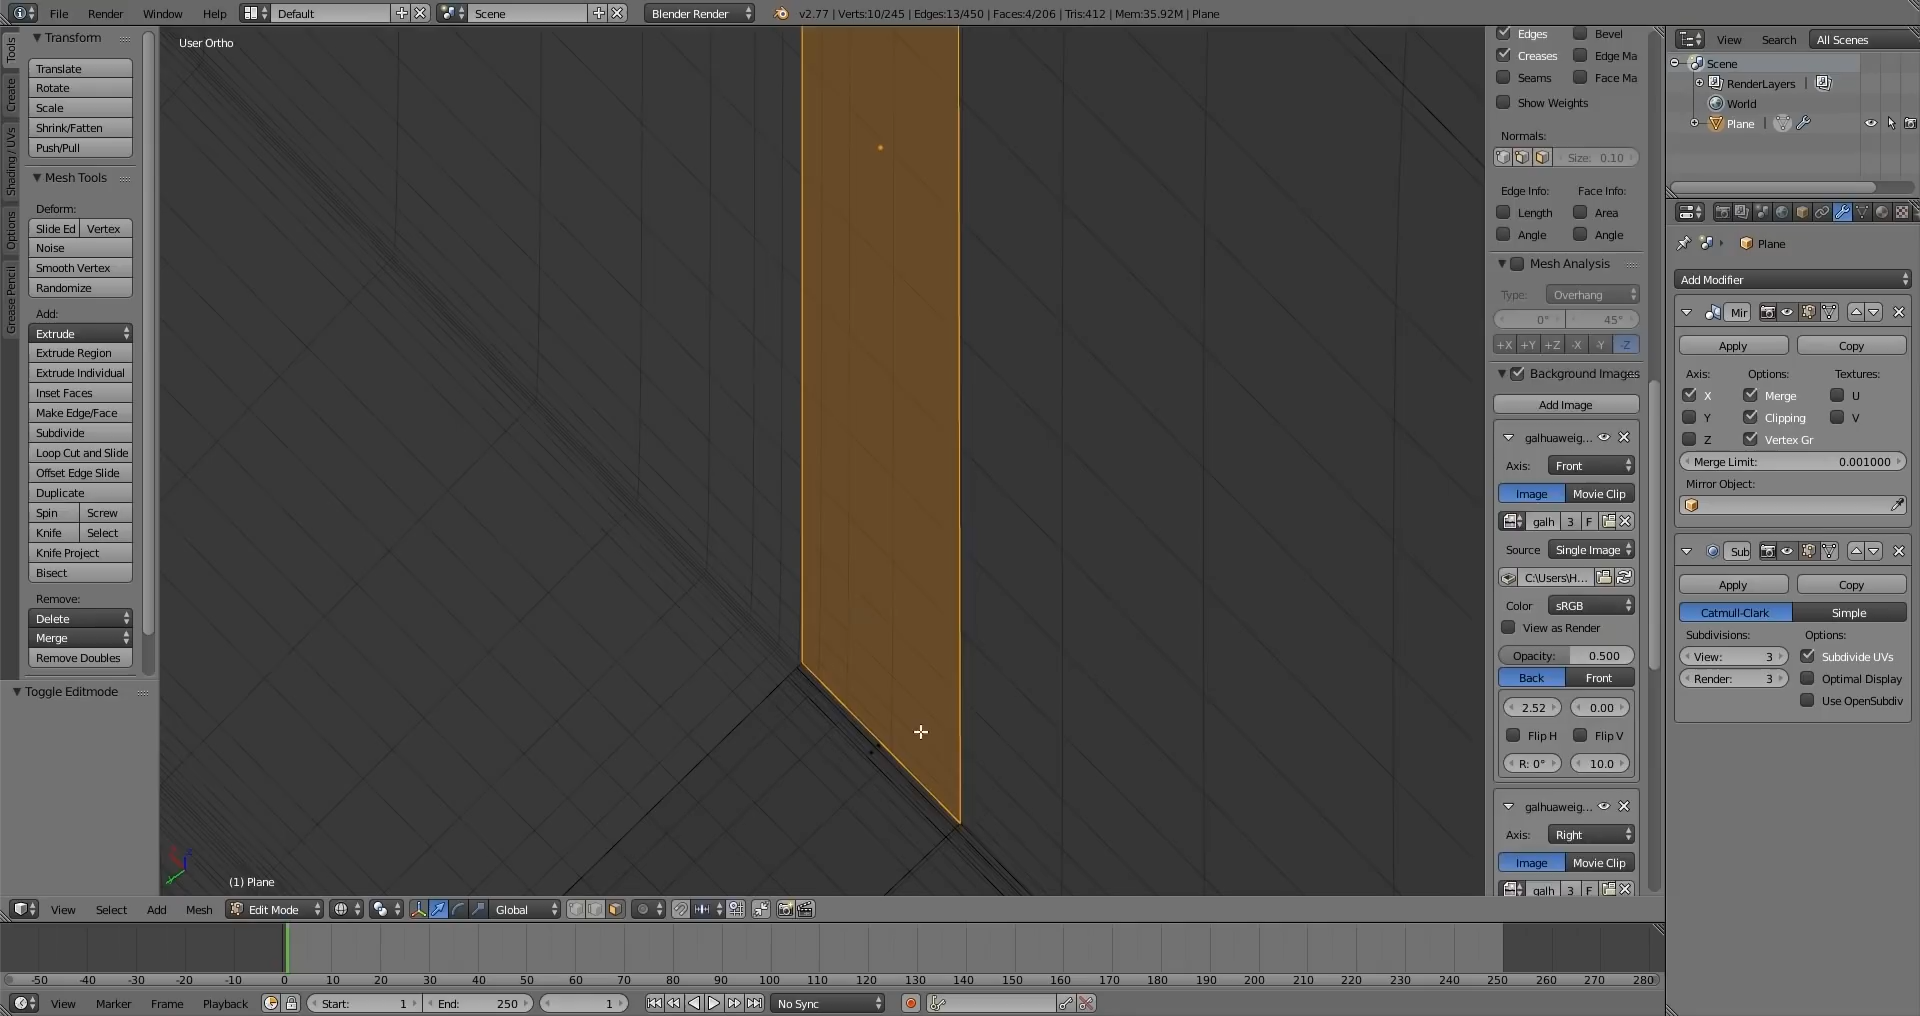 File Render Window Help Default Scene Blender Render v2.77 | Verts:10/245 | Edges:13/450 | Faces:4/206 | Tris:412 | Mem:35.92M | Plane
Tools
Create
Shading / UVs
Options
Grease Pencil
Transform
Translate
Rotate
Scale
Shrink/Fatten
Push/Pull
Mesh Tools
Deform:
Slide Ed Vertex
Noise
Smooth Vertex
Randomize
Add:
Extrude
Extrude Region
Extrude Individual
Inset Faces
Make Edge/Face
Subdivide
Loop Cut and Slide
Offset Edge Slide
Duplicate
Spin Screw
Knife Select
Knife Project
Bisect
Remove:
Delete
Merge
Remove Doubles
Toggle Editmode
User Ortho
(1) Plane
Edges Bevel
Creases Edge Ma
Seams Face Ma
Show Weights
Normals:
Size: 0.10
Edge Info: Face Info:
Length Area
Angle Angle
Mesh Analysis
Type: Overhang
0° 45°
+X +Y +Z -X -Y -Z
Background Images
Add Image
galhuaweig...
Axis: Front
Image Movie Clip
galh 3 F
Source Single Image
C:\Users\H...
Color sRGB
View as Render
Opacity: 0.500
Back Front
2.52 0.00
Flip H Flip V
R: 0° 10.0
galhuaweig...
Axis: Right
Image Movie Clip
galh 3 F
View Search All Scenes
Scene
RenderLayers |
World
Plane |
Plane
Add Modifier
Mir
Apply Copy
Axis: Options: Textures:
X Merge U
Y Clipping V
Z Vertex Gr
Merge Limit: 0.001000
Mirror Object:
Sub
Apply Copy
Catmull-Clark Simple
Subdivisions: Options:
View: 3 Subdivide UVs
Render: 3 Optimal Display
Use OpenSubdiv
View Select Add Mesh Edit Mode Global
-50 -40 -30 -20 -10 0 10 20 30 40 50 60 70 80 90 100 110 120 130 140 150 160 170 180 190 200 210 220 230 240 250 260 270 280
View Marker Frame Playback Start: 1 End: 250 1 No Sync